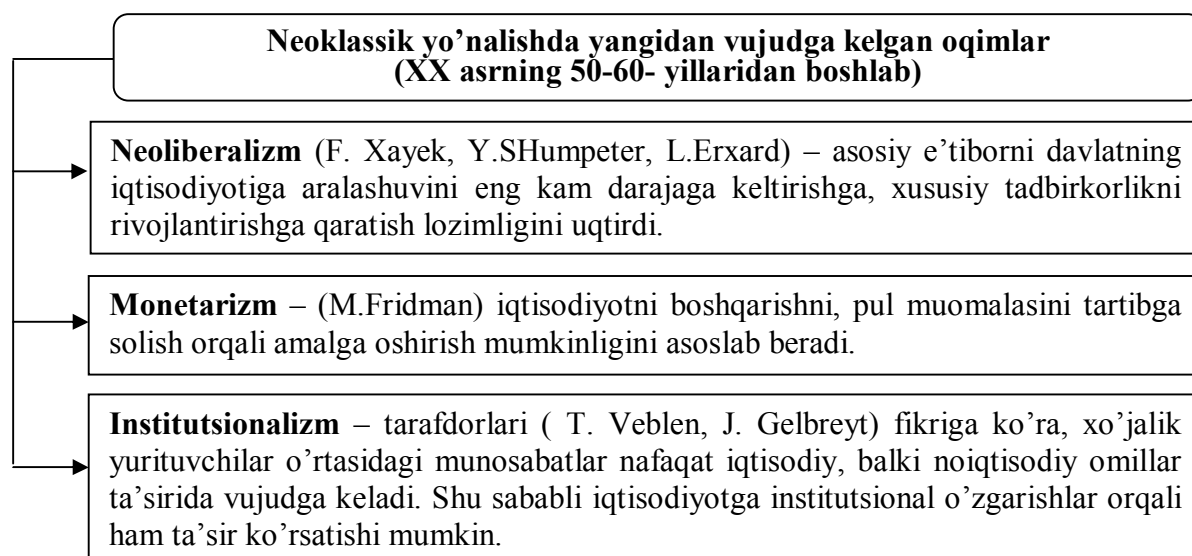 Neoklassik yo’nalishda yangidan vujudga kelgan oqimlar
(XX asrning 50-60- yillaridan boshlab)
Neoliberalizm (F. Xayek, Y.SHumpeter, L.Erxard) – asosiy e’tiborni davlatning
iqtisodiyotiga aralashuvini eng kam darajaga keltirishga, xususiy tadbirkorlikni
rivojlantirishga qaratish lozimligini uqtirdi.
Monetarizm – (M.Fridman) iqtisodiyotni boshqarishni, pul muomalasini tartibga
solish orqali amalga oshirish mumkinligini asoslab beradi.
Institutsionalizm – tarafdorlari ( T. Veblen, J. Gelbreyt) fikriga ko’ra, xo’jalik
yurituvchilar o’rtasidagi munosabatlar nafaqat iqtisodiy, balki noiqtisodiy omillar
ta’sirida vujudga keladi. Shu sababli iqtisodiyotga institutsional o’zgarishlar orqali
ham ta’sir ko’rsatishi mumkin.